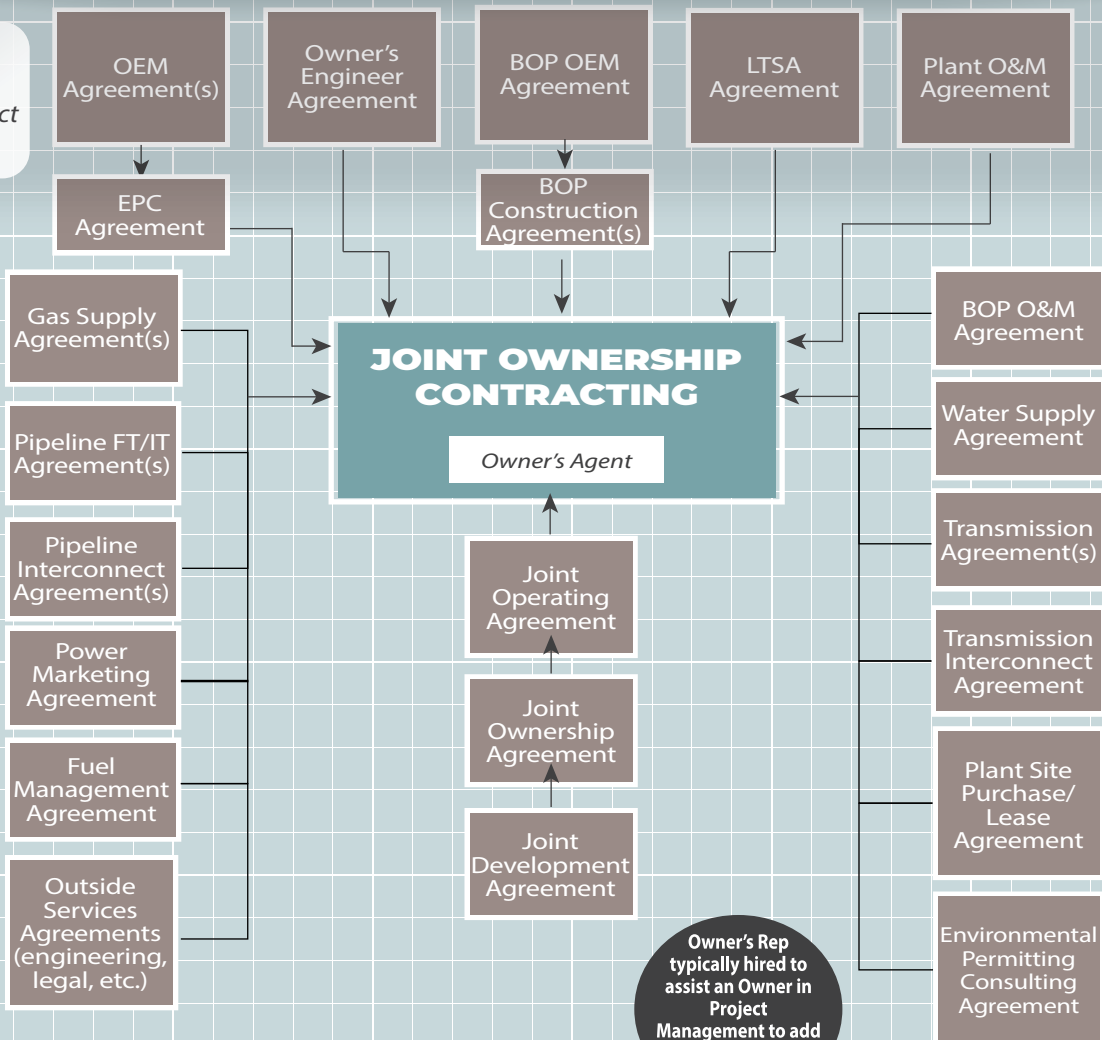 ct
OEM
Agreement(s)
Owner's
Engineer
Agreement
BOP OEM
Agreement
LTSA
Agreement
Plant O&M
Agreement
EPC
Agreement
BOP
Construction
Agreement(s)
Gas Supply
Agreement(s)
Pipeline FT/IT
Agreement(s)
Pipeline
Interconnect
Agreement(s)
Power
Marketing
Agreement
Fuel
Management
Agreement
Outside
Services
Agreements
(engineering,
legal, etc.)
JOINT OWNERSHIP
CONTRACTING
Owner's Agent
Joint
Operating
Agreement
Joint
Ownership
Agreement
Joint
Development
Agreement
BOP O&M
Agreement
Water Supply
Agreement
Transmission
Agreement(s)
Transmission
Interconnect
Agreement
Plant Site
Purchase/
Lease
Agreement
Environmental
Permitting
Consulting
Agreement
Owner's Rep
typically hired to
assist an Owner in
Project
Management to add